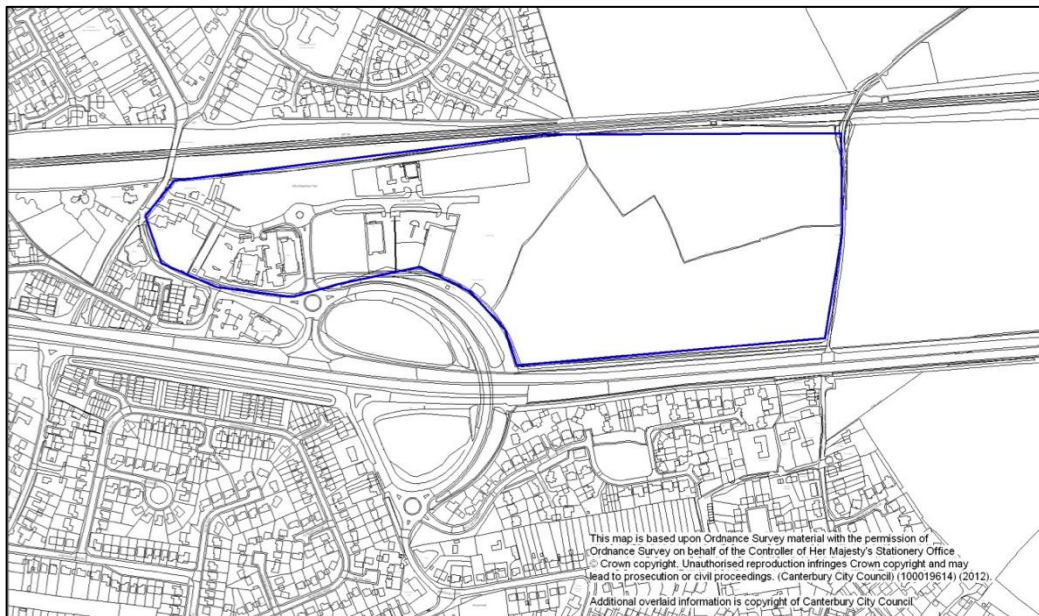 This map is based upon Ordnance Survey material with the permission of
Ordnance Survey on behalf of the Controller of Her Majesty's Stationery Office
© Crown copyright. Unauthorised reproduction infringes Crown copyright and may
lead to prosecution or civil proceedings. (Canterbury City Council) (100019614) (2012).
Additional overlaid information is copyright of Canterbury City Council.